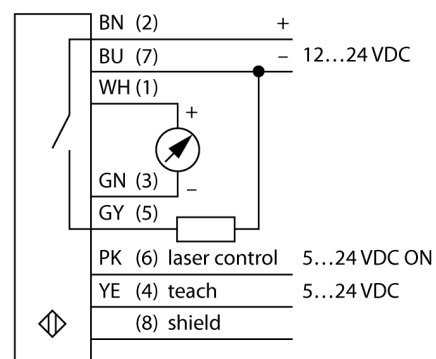 BN (2) +
BU (7) – 12…24 VDC
WH (1)
+
GN (3) –
GY (5)
PK (6) laser control 5…24 VDC ON
YE (4) teach 5…24 VDC
(8) shield